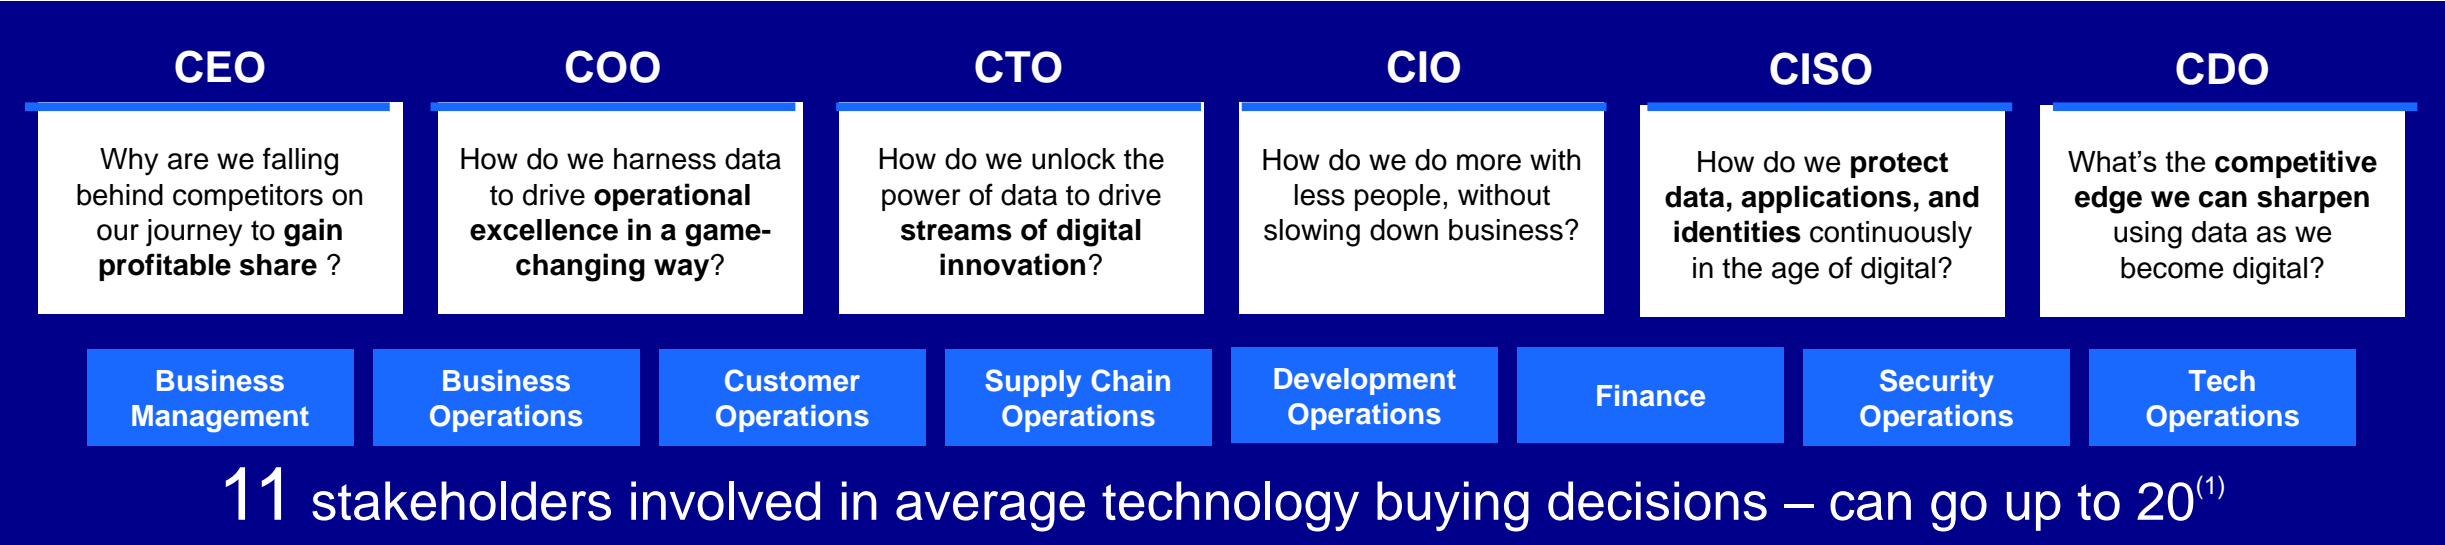 CEO
Why are we falling
behind competitors on
our journey to gain
profitable share ?
COO
How do we harness data
to drive operational
excellence in a game-
changing way?
CTO
How do we unlock the
power of data to drive
streams of digital
innovation?
CIO
How do we do more with
less people, without
slowing down business?
CISO
How do we protect
data, applications, and
identities continuously
in the age of digital?
CDO
What’s the competitive
edge we can sharpen
using data as we
become digital?
Business
Management
Business
Operations
Customer
Operations
Supply Chain
Operations
Development
Operations
Finance
Security
Operations
Tech
Operations
11 stakeholders involved in average technology buying decisions – can go up to 20(1)